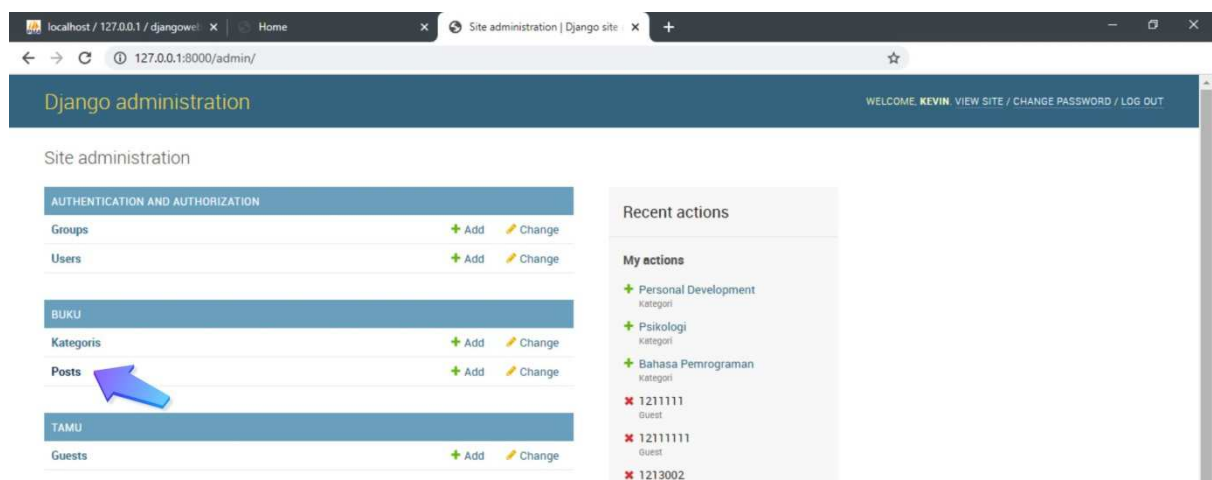 localhost / 127.0.0.1 / djangowe
Home
Site administration | Django site
127.0.0.1:8000/admin/
Django administration
WELCOME, KEVIN. VIEW SITE / CHANGE PASSWORD / LOG OUT
Site administration
AUTHENTICATION AND AUTHORIZATION
Groups + Add Change
Users + Add Change
BUKU
Kategoris + Add Change
Posts + Add Change
TAMU
Guests + Add Change
Recent actions
My actions
+ Personal Development
Kategori
+ Psikologi
Kategori
+ Bahasa Pemrograman
Kategori
1211111
Guest
12111111
Guest
1213002